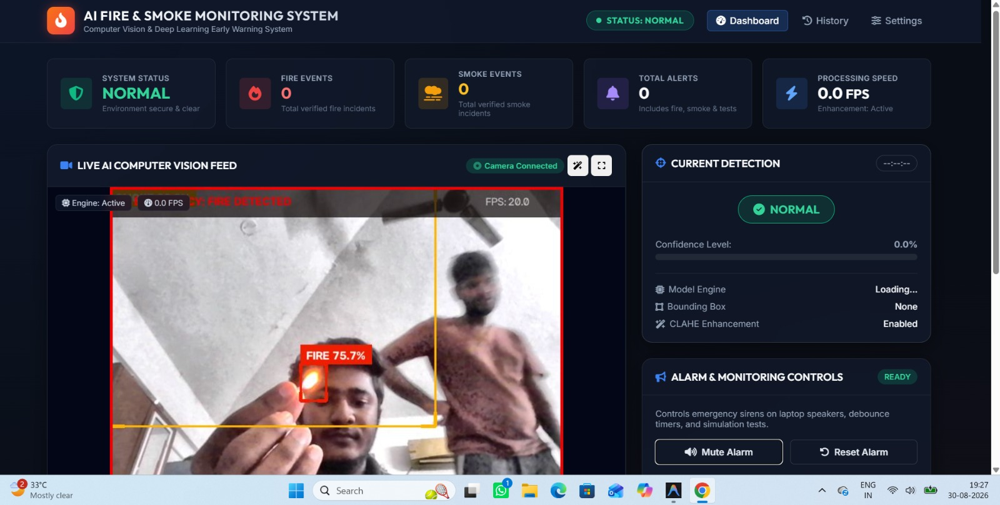 AI FIRE & SMOKE MONITORING SYSTEM
Computer Vision & Deep Learning Early Warning System
STATUS: NORMAL
Dashboard
History
Settings
SYSTEM STATUS
NORMAL
Environment secure & clear
FIRE EVENTS
0
Total verified fire incidents
SMOKE EVENTS
0
Total verified smoke
incidents
TOTAL ALERTS
0
Includes fire, smoke & tests
PROCESSING SPEED
0.0 FPS
Enhancement: Active
LIVE AI COMPUTER VISION FEED
Camera Connected
Engine: Active
0.0 FPS
CY: FIRE DETECTED
FPS: 20.0
FIRE 75.7%
CURRENT DETECTION
--:--:--
NORMAL
Confidence Level:
0.0%
Model Engine
Loading...
Bounding Box
None
CLAHE Enhancement
Enabled
ALARM & MONITORING CONTROLS
READY
Controls emergency sirens on laptop speakers, debounce
timers, and simulation tests.
Mute Alarm
Reset Alarm
2
33°C
Mostly clear
Search
1
ENG
IN
19:27
30-08-2026